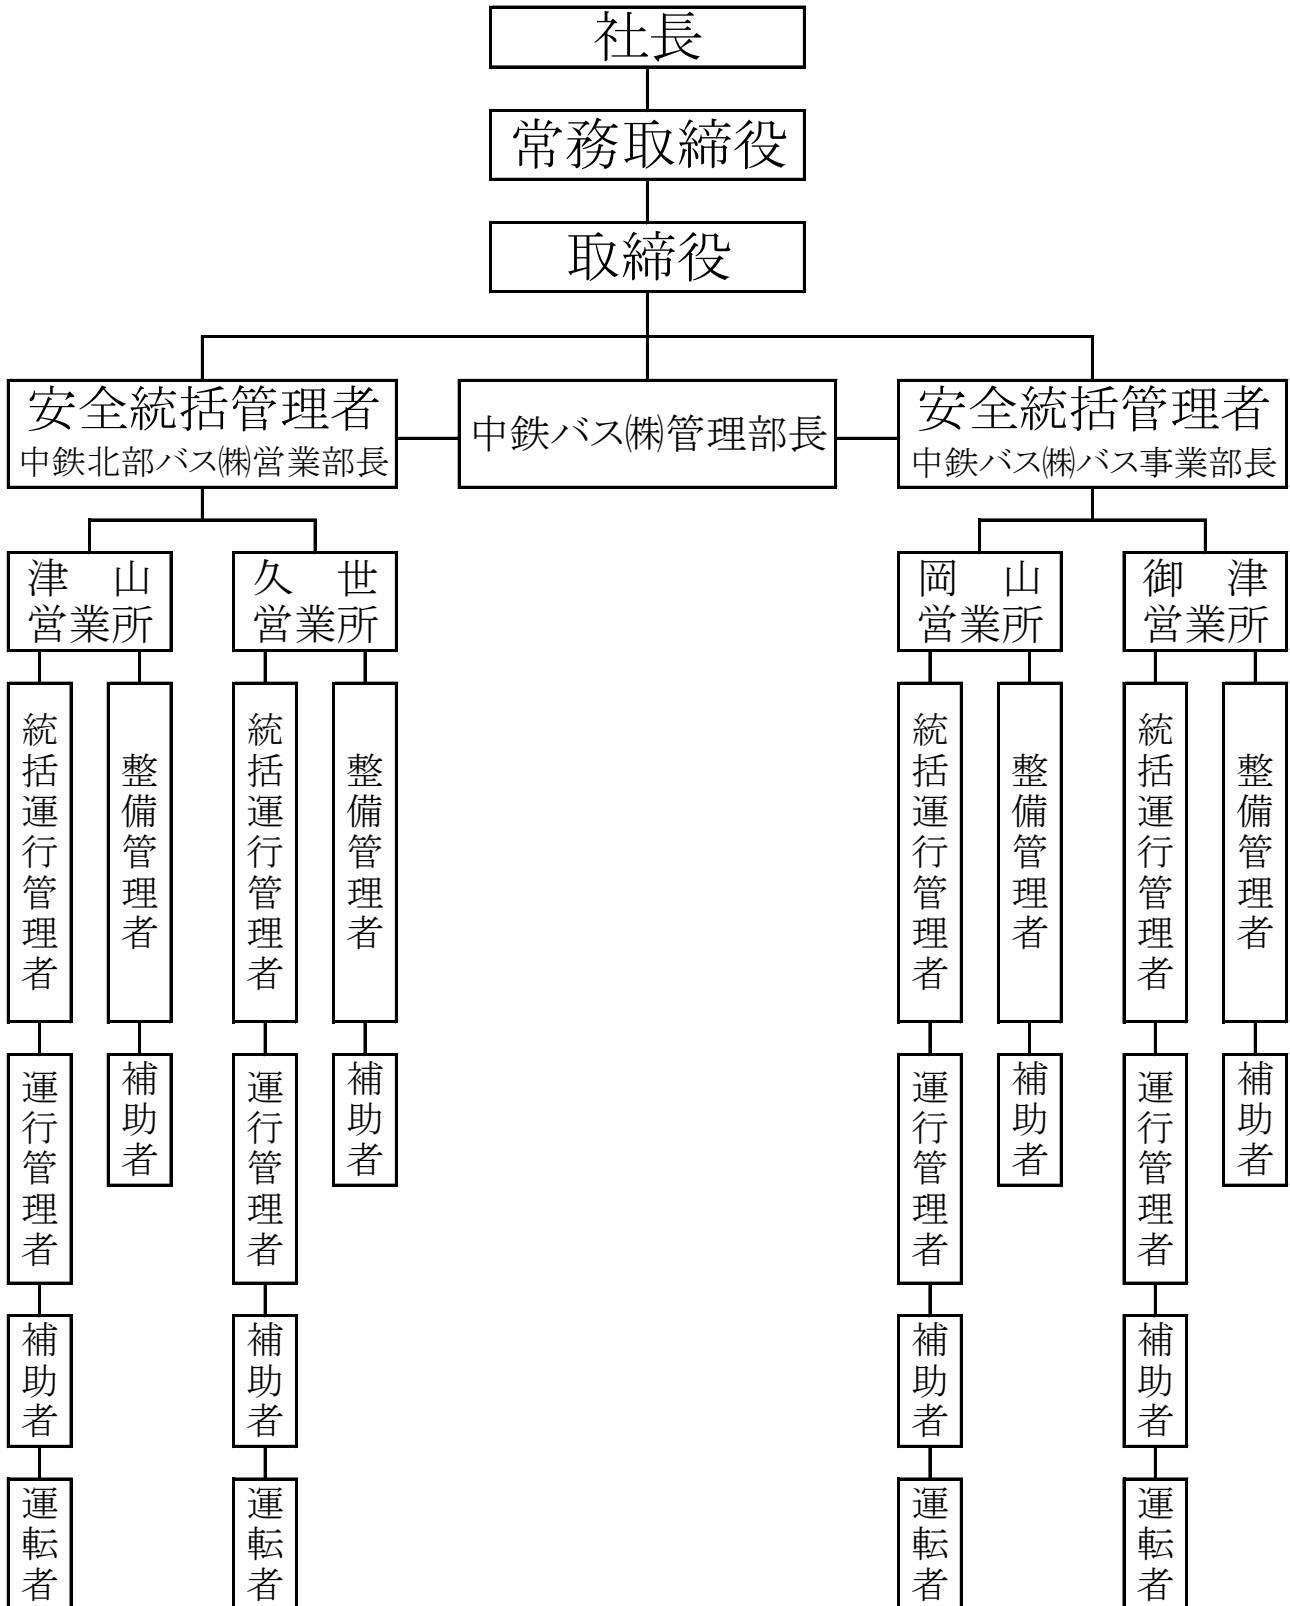 社長
常務取締役
取締役
安全統括管理者
中鉄北部バス㈱営業部長
中鉄バス㈱管理部長
安全統括管理者
中鉄バス㈱バス事業部長
津　山
営業所
久　世
営業所
岡　山
営業所
御　津
営業所
統括運行管理者
整備管理者
統括運行管理者
整備管理者
統括運行管理者
整備管理者
統括運行管理者
整備管理者
運行管理者
補助者
運行管理者
補助者
運行管理者
補助者
運行管理者
補助者
補助者
補助者
補助者
補助者
運転者
運転者
運転者
運転者